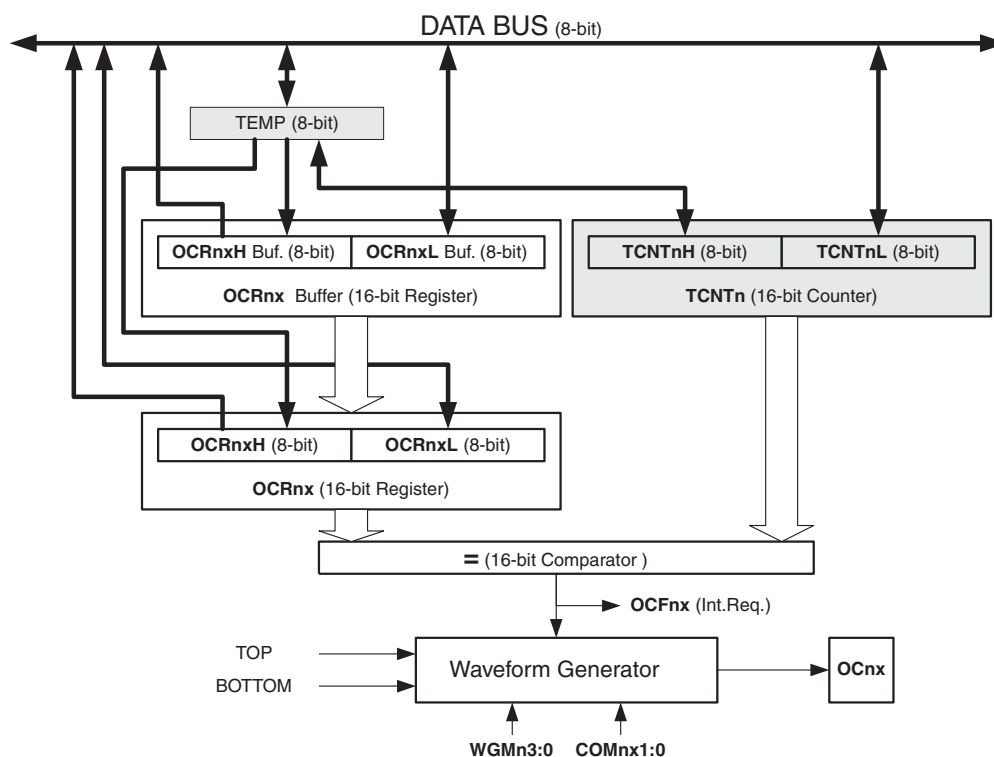 DATA BUS (8-bit)
TEMP (8-bit)
OCRnxH Buf. (8-bit) OCRnxL Buf. (8-bit)
OCRnx Buffer (16-bit Register)
TCNTnH (8-bit) TCNTnL (8-bit)
TCNTn (16-bit Counter)
OCRnxH (8-bit) OCRnxL (8-bit)
OCRnx (16-bit Register)
= (16-bit Comparator )
OCFnx (Int.Req.)
TOP
BOTTOM
Waveform Generator
OCnx
WGMn3:0 COMnx1:0